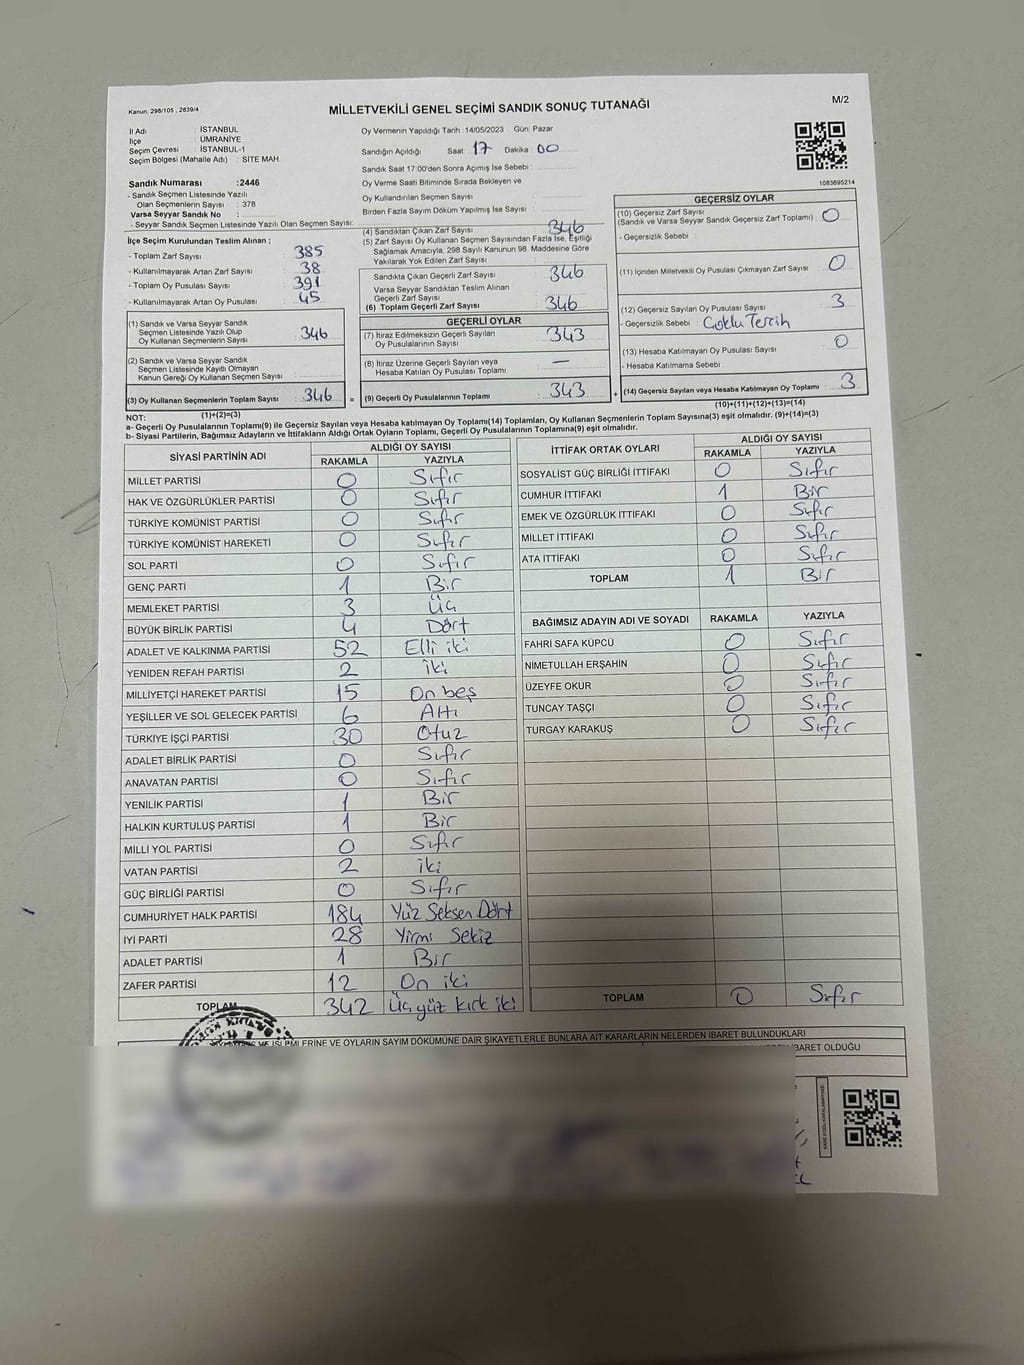 Kanun, 298/105 , 2839/4
MİLLETVEKİLİ GENEL SEÇİMİ SANDIK SONUÇ TUTANAĞI
M/2
İl Adı : İSTANBUL
İlçe : ÜMRANİYE
Seçim Çevresi : İSTANBUL-1
Seçim Bölgesi (Mahalle Adı) : SİTE MAH
Sandık Numarası :2446
- Sandık Seçmen Listesinde Yazılı
Olan Seçmenlerin Sayısı : 378
Varsa Seyyar Sandık No :
- Seyyar Sandık Seçmen Listesinde Yazılı Olan Seçmen Sayısı:
Oy Vermenin Yapıldığı Tarih :14/05/2023 Gün: Pazar
Sandığın Açıldığı Saat 17 Dakika 00
Sandık Saat 17:00'den Sonra Açımış İse Sebebi :
Oy Verme Saati Bitiminde Sırada Bekleyen ve
Oy Kullandırılan Seçmen Sayısı :
Birden Fazla Sayım Döküm Yapılmış İse Sayısı :
1083695214
İlçe Seçim Kurulundan Teslim Alınan ;
- Toplam Zarf Sayısı : 385
- Kullanılmayarak Artan Zarf Sayısı : 38
- Toplam Oy Pusulası Sayısı : 391
- Kullanılmayarak Artan Oy Pusulası : 45
(4) Sandıktan Çıkan Zarf Sayısı : 346
(5) Zarf Sayısı Oy Kullanan Seçmen Sayısından Fazla İse, Eşitliği
Sağlamak Amacıyla, 298 Sayılı Kanunun 98. Maddesine Göre
Yakılarak Yok Edilen Zarf Sayısı :
Sandıkta Çıkan Geçerli Zarf Sayısı : 346
Varsa Seyyar Sandıktan Teslim Alınan
Geçerli Zarf Sayısı
(6) Toplam Geçerli Zarf Sayısı : 346
GEÇERSİZ OYLAR
(10) Geçersiz Zarf Sayısı
(Sandık ve Varsa Seyyar Sandık Geçersiz Zarf Toplamı) : 0
- Geçersizlik Sebebi :
(11) İçinden Milletvekili Oy Pusulası Çıkmayan Zarf Sayısı : 0
(12) Geçersiz Sayılan Oy Pusulası Sayısı : 3
- Geçersizlik Sebebi : Çoklu Tercih
(13) Hesaba Katılmayan Oy Pusulası Sayısı : 0
- Hesaba Katılmama Sebebi :
(14) Geçersiz Sayılan veya Hesaba Katılmayan Oy Toplamı : 3
(10)+(11)+(12)+(13)=(14)
(1) Sandık ve Varsa Seyyar Sandık
Seçmen Listesinde Yazılı Olup
Oy Kullanan Seçmenlerin Sayısı : 346
(2) Sandık ve Varsa Seyyar Sandık
Seçmen Listesinde Kayıtlı Olmayan
Kanun Gereği Oy Kullanan Seçmen Sayısı :
(3) Oy Kullanan Seçmenlerin Toplam Sayısı : 346
(1)+(2)=(3)
GEÇERLİ OYLAR
(7) İtiraz Edilmeksizin Geçerli Sayılan
Oy Pusulalarının Sayısı : 343
(8) İtiraz Üzerine Geçerli Sayılan veya
Hesaba Katılan Oy Pusulası Toplamı : —
= (9) Geçerli Oy Pusulalarının Toplamı : 343 +
NOT:
a- Geçerli Oy Pusulalarının Toplamı(9) ile Geçersiz Sayılan veya Hesaba katılmayan Oy Toplamı(14) Toplamları, Oy Kullanan Seçmenlerin Toplam Sayısına(3) eşit olmalıdır. (9)+(14)=(3)
b- Siyasi Partilerin, Bağımsız Adayların ve İttifakların Aldığı Ortak Oyların Toplamı, Geçerli Oy Pusulalarının Toplamına(9) eşit olmalıdır.
SİYASİ PARTİNİN ADI ALDIĞI OY SAYISI
RAKAMLA YAZIYLA
MİLLET PARTİSİ 0 Sıfır
HAK VE ÖZGÜRLÜKLER PARTİSİ 0 Sıfır
TÜRKİYE KOMÜNİST PARTİSİ 0 Sıfır
TÜRKİYE KOMÜNİST HAREKETİ 0 Sıfır
SOL PARTİ 0 Sıfır
GENÇ PARTİ 1 Bir
MEMLEKET PARTİSİ 3 Üç
BÜYÜK BİRLİK PARTİSİ 4 Dört
ADALET VE KALKINMA PARTİSİ 52 Elli iki
YENİDEN REFAH PARTİSİ 2 iki
MİLLİYETÇİ HAREKET PARTİSİ 15 On beş
YEŞİLLER VE SOL GELECEK PARTİSİ 6 Altı
TÜRKİYE İŞÇİ PARTİSİ 30 Otuz
ADALET BİRLİK PARTİSİ 0 Sıfır
ANAVATAN PARTİSİ 0 Sıfır
YENİLİK PARTİSİ 1 Bir
HALKIN KURTULUŞ PARTİSİ 1 Bir
MİLLİ YOL PARTİSİ 0 Sıfır
VATAN PARTİSİ 2 iki
GÜÇ BİRLİĞİ PARTİSİ 0 Sıfır
CUMHURİYET HALK PARTİSİ 184 Yüz Seksen Dört
İYİ PARTİ 28 Yirmi Sekiz
ADALET PARTİSİ 1 Bir
ZAFER PARTİSİ 12 On iki
TOPLAM 342 Üç yüz kırk iki
İTTİFAK ORTAK OYLARI ALDIĞI OY SAYISI
RAKAMLA YAZIYLA
SOSYALİST GÜÇ BİRLİĞİ İTTİFAKI 0 Sıfır
CUMHUR İTTİFAKI 1 Bir
EMEK VE ÖZGÜRLÜK İTTİFAKI 0 Sıfır
MİLLET İTTİFAKI 0 Sıfır
ATA İTTİFAKI 0 Sıfır
TOPLAM 1 Bir
BAĞIMSIZ ADAYIN ADI VE SOYADI RAKAMLA YAZIYLA
FAHRİ SAFA KÜPCÜ 0 Sıfır
NİMETULLAH ERŞAHİN 0 Sıfır
ÜZEYFE OKUR 0 Sıfır
TUNCAY TAŞÇI 0 Sıfır
TURGAY KARAKUŞ 0 Sıfır
TOPLAM 0 Sıfır
VE OYLARIN SAYIM DÖKÜMÜNE DAİR ŞİKAYETLERLE BUNLARA AİT KARARLARIN NELERDEN İBARET BULUNDUKLARI
İBARET OLDUĞU